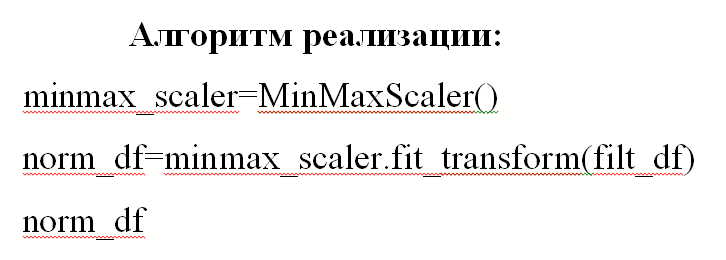 Алгоритм реализации:
minmax_scaler=MinMaxScaler()
norm_df=minmax_scaler.fit_transform(filt_df)
norm_df